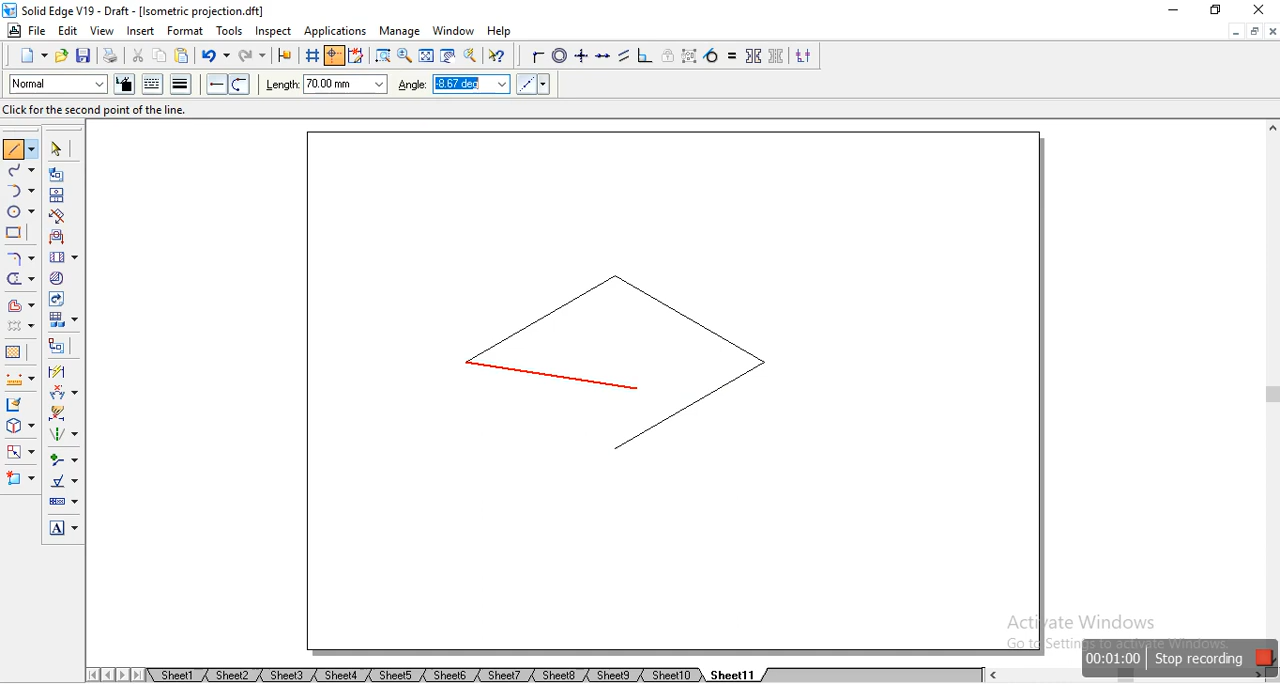 Solid Edge V19 - Draft - [Isometric projection.dft]
File Edit View Insert Format Tools Inspect Applications Manage Window Help
Normal Length: 70.00 mm Angle: -8.67 deg
Click for the second point of the line.
A
Activate Windows
Go to Settings to activate Windows.
00:01:00 Stop recording
Sheet1 Sheet2 Sheet3 Sheet4 Sheet5 Sheet6 Sheet7 Sheet8 Sheet9 Sheet10 Sheet11